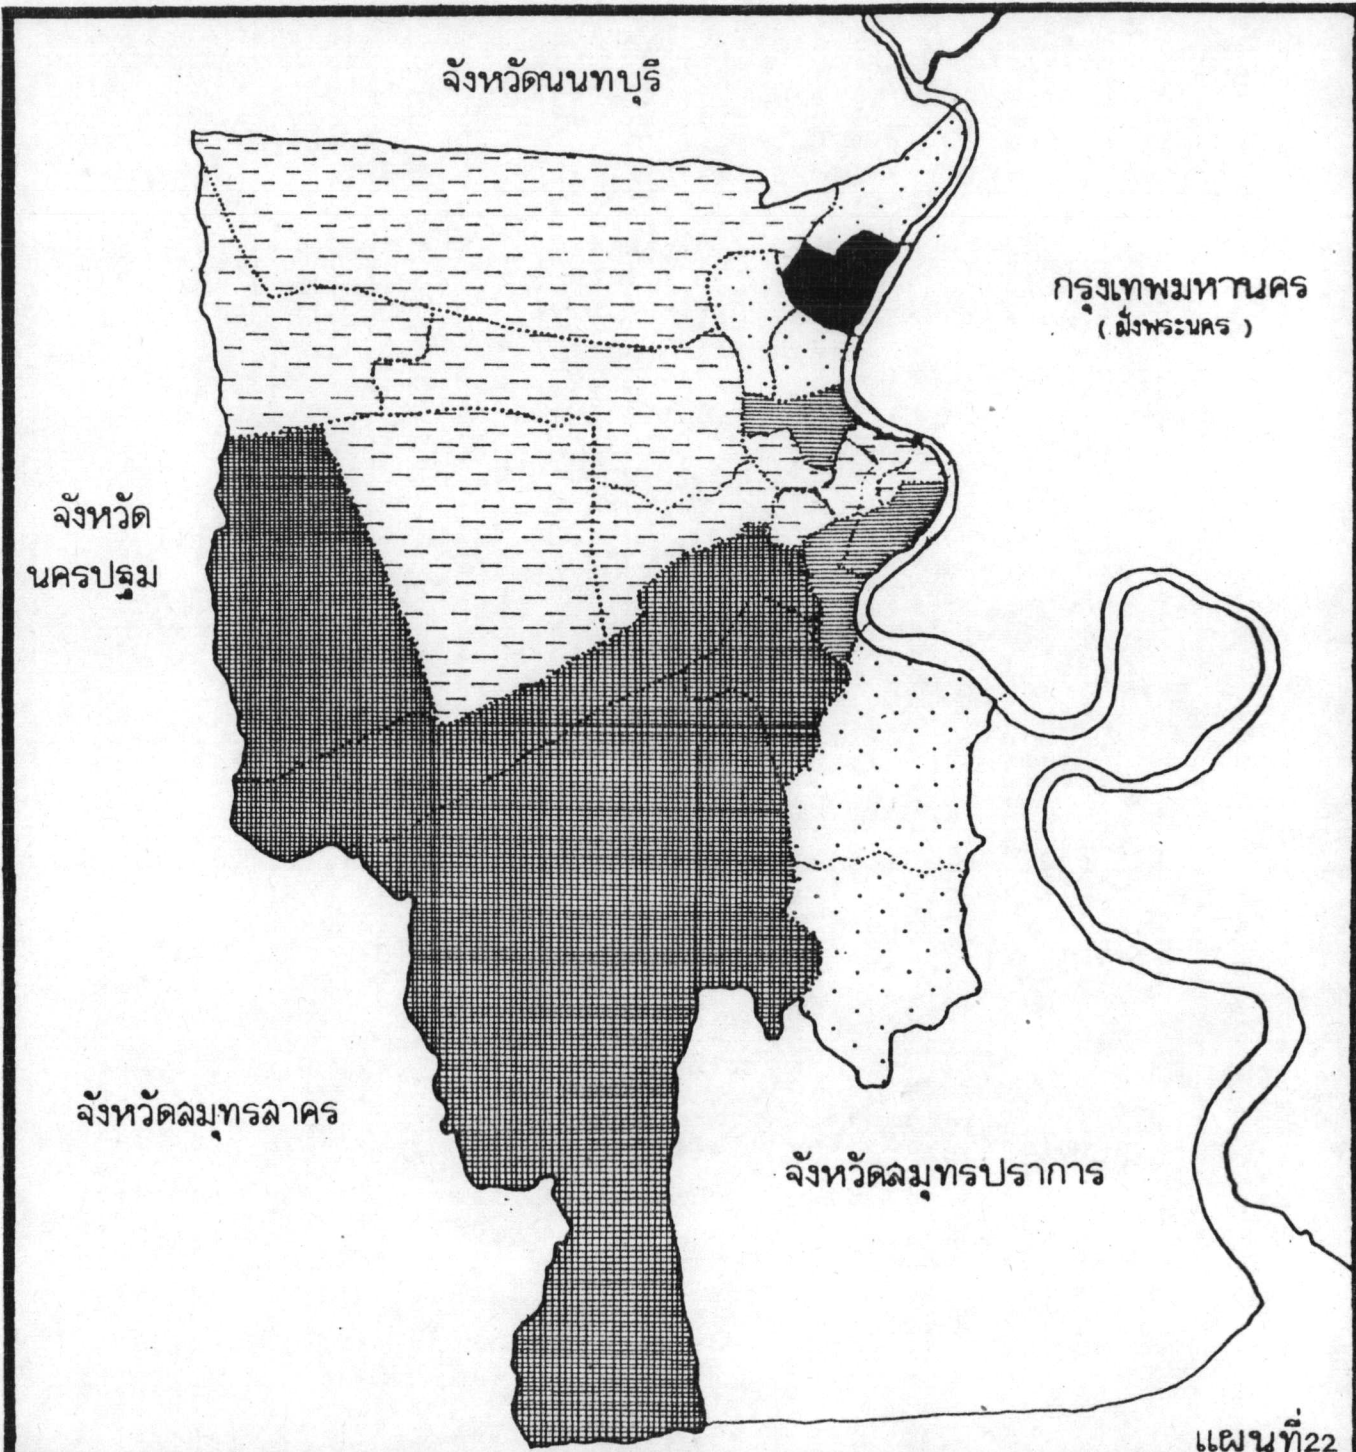 จังหวัดนนทบุรี
กรุงเทพมหานคร
( ฝั่งพระนคร )
จังหวัด
นครปฐม
จังหวัดสมุทรสาคร
จังหวัดสมุทรปราการ
แผนที่22